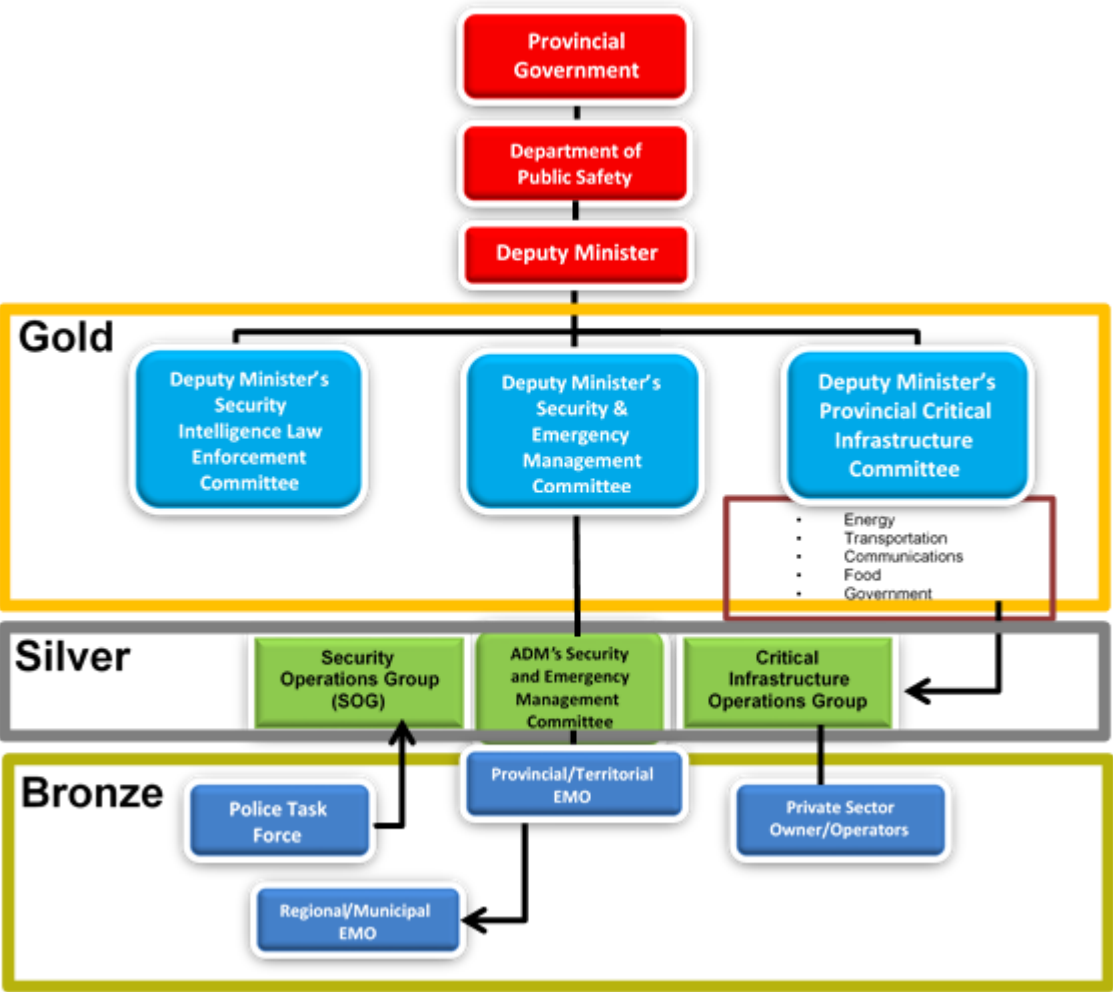 Provincial
Government
Department of
Public Safety
Deputy Minister
Gold
Deputy Minister's
Security
Intelligence Law
Enforcement
Committee
Deputy Minister's
Security &
Emergency
Management
Committee
Deputy Minister's
Provincial Critical
Infrastructure
Committee
• Energy
• Transportation
• Communications
• Food
• Government
Silver
Security
Operations Group
(SOG)
ADM's Security
and Emergency
Management
Committee
Critical
Infrastructure
Operations Group
Bronze
Police Task
Force
Provincial/Territorial
EMO
Private Sector
Owner/Operators
Regional/Municipal
EMO